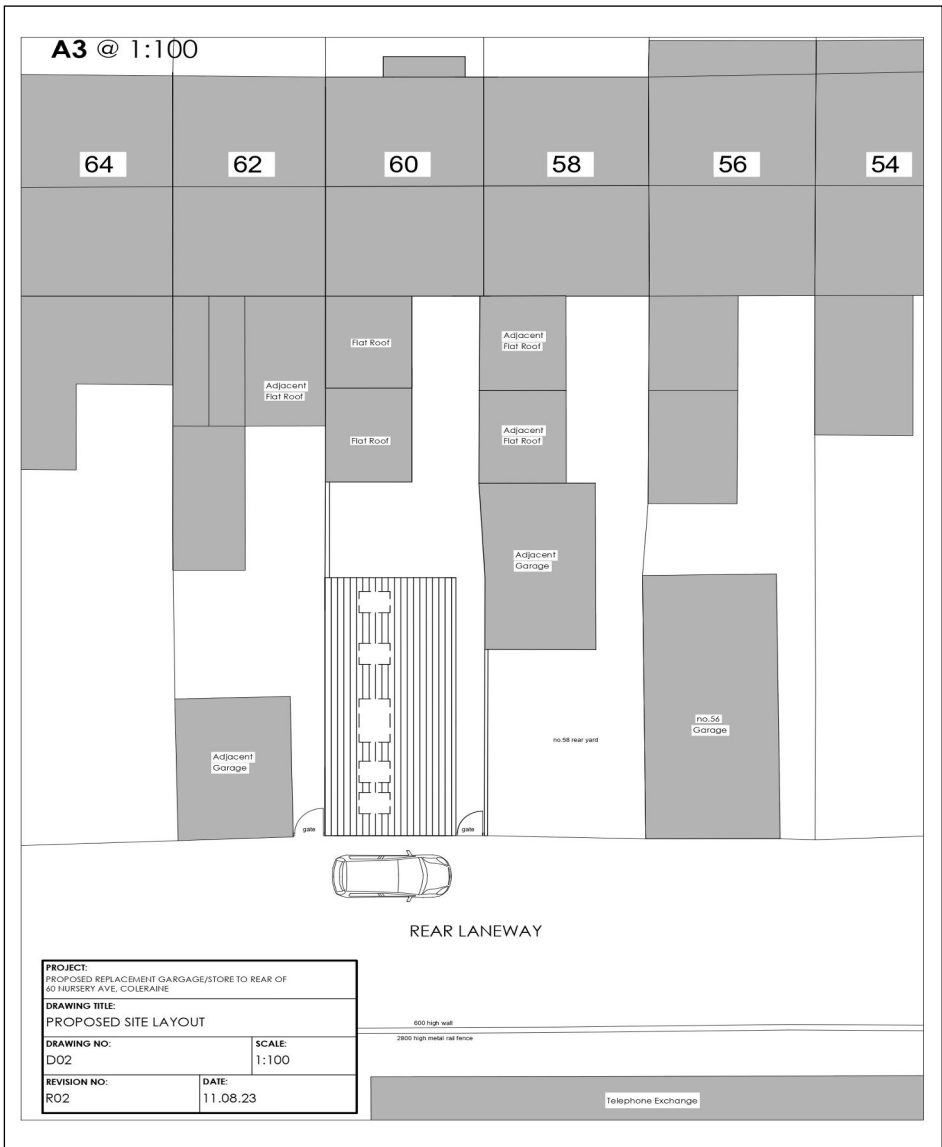 A3 @ 1:100
64
62
60
58
56
54
Flat Roof
Adjacent
Flat Roof
Adjacent
Flat Roof
Flat Roof
Adjacent
Flat Roof
Adjacent
Garage
no.56
Garage
no.58 rear yard
Adjacent
Garage
gate
gate
REAR LANEWAY
PROJECT:
PROPOSED REPLACEMENT GARGAGE/STORE TO REAR OF
60 NURSERY AVE, COLERAINE
DRAWING TITLE:
PROPOSED SITE LAYOUT
DRAWING NO:
D02
SCALE:
1:100
REVISION NO:
R02
DATE:
11.08.23
600 high wall
2800 high metal rail fence
Telephone Exchange